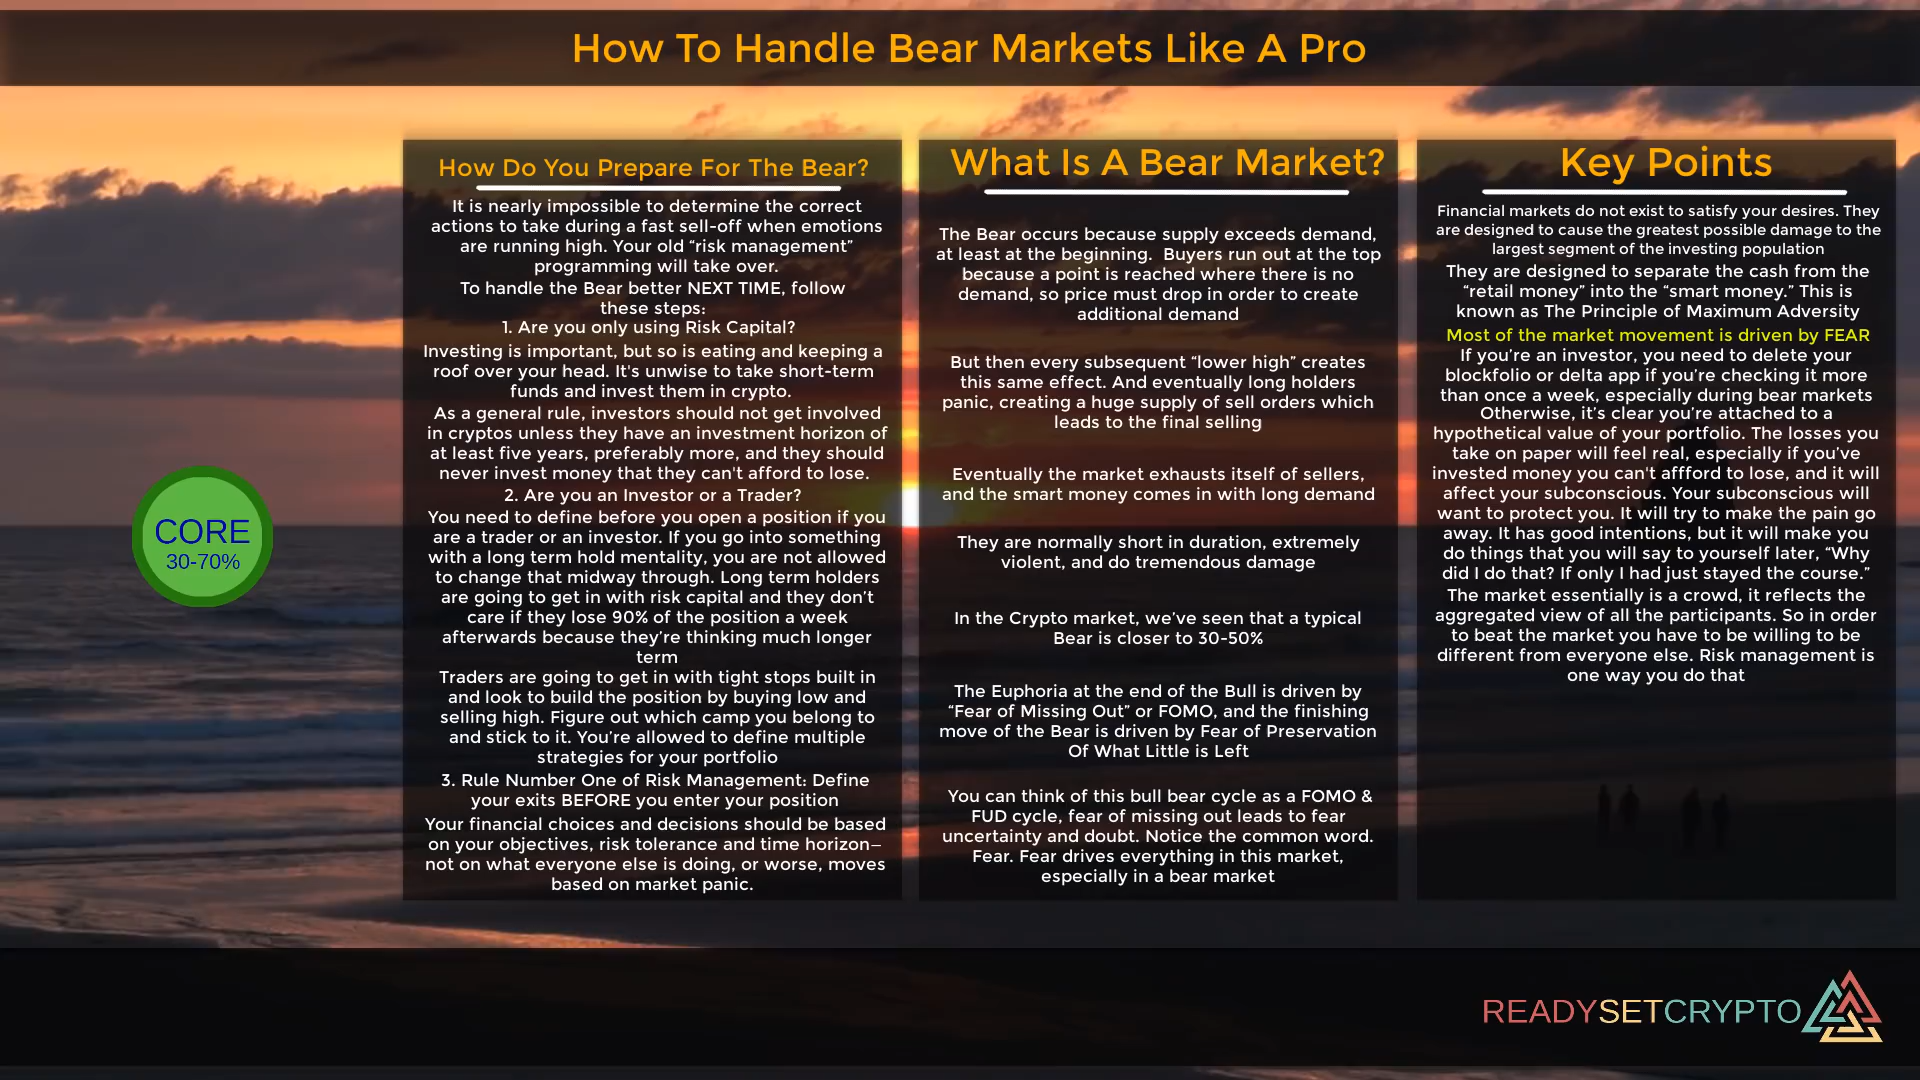 How To Handle Bear Markets Like A Pro
How Do You Prepare For The Bear?
It is nearly impossible to determine the correct
actions to take during a fast sell-off when emotions
are running high. Your old “risk management”
programming will take over.
To handle the Bear better NEXT TIME, follow
these steps:
1. Are you only using Risk Capital?
Investing is important, but so is eating and keeping a
roof over your head. It's unwise to take short-term
funds and invest them in crypto.
As a general rule, investors should not get involved
in cryptos unless they have an investment horizon of
at least five years, preferably more, and they should
never invest money that they can't afford to lose.
2. Are you an Investor or a Trader?
You need to define before you open a position if you
are a trader or an investor. If you go into something
with a long term hold mentality, you are not allowed
to change that midway through. Long term holders
are going to get in with risk capital and they don’t
care if they lose 90% of the position a week
afterwards because they’re thinking much longer
term
Traders are going to get in with tight stops built in
and look to build the position by buying low and
selling high. Figure out which camp you belong to
and stick to it. You’re allowed to define multiple
strategies for your portfolio
3. Rule Number One of Risk Management: Define
your exits BEFORE you enter your position
Your financial choices and decisions should be based
on your objectives, risk tolerance and time horizon—
not on what everyone else is doing, or worse, moves
based on market panic.
What Is A Bear Market?
The Bear occurs because supply exceeds demand,
at least at the beginning.  Buyers run out at the top
because a point is reached where there is no
demand, so price must drop in order to create
additional demand
But then every subsequent “lower high” creates
this same effect. And eventually long holders
panic, creating a huge supply of sell orders which
leads to the final selling
Eventually the market exhausts itself of sellers,
and the smart money comes in with long demand
They are normally short in duration, extremely
violent, and do tremendous damage
In the Crypto market, we’ve seen that a typical
Bear is closer to 30-50%
The Euphoria at the end of the Bull is driven by
“Fear of Missing Out” or FOMO, and the finishing
move of the Bear is driven by Fear of Preservation
Of What Little is Left
You can think of this bull bear cycle as a FOMO &
FUD cycle, fear of missing out leads to fear
uncertainty and doubt. Notice the common word.
Fear. Fear drives everything in this market,
especially in a bear market
Key Points
Financial markets do not exist to satisfy your desires. They
are designed to cause the greatest possible damage to the
largest segment of the investing population
They are designed to separate the cash from the
“retail money” into the “smart money.” This is
known as The Principle of Maximum Adversity
Most of the market movement is driven by FEAR
If you’re an investor, you need to delete your
blockfolio or delta app if you’re checking it more
than once a week, especially during bear markets
Otherwise, it’s clear you’re attached to a
hypothetical value of your portfolio. The losses you
take on paper will feel real, especially if you’ve
invested money you can't affford to lose, and it will
affect your subconscious. Your subconscious will
want to protect you. It will try to make the pain go
away. It has good intentions, but it will make you
do things that you will say to yourself later, “Why
did I do that? If only I had just stayed the course.”
The market essentially is a crowd, it reflects the
aggregated view of all the participants. So in order
to beat the market you have to be willing to be
different from everyone else. Risk management is
one way you do that
CORE
30-70%
READYSETCRYPTO